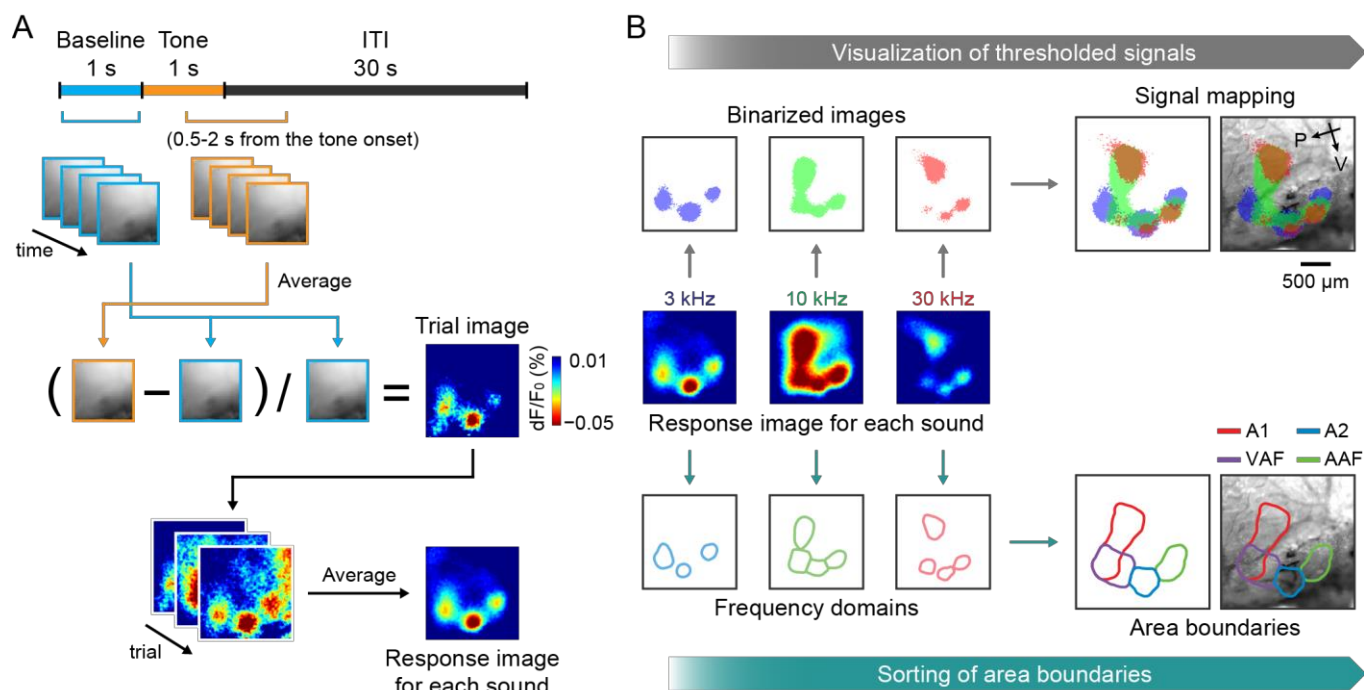 A
Baseline
Tone
ITI
1 s
1 s
30 s
(0.5-2 s from the tone onset)
time
Average
( − ) / =
Trial image
0.01
dF/F₀ (%)
−0.05
trial
Average
Response image
for each sound
B
Visualization of thresholded signals
Binarized images
Signal mapping
P
V
500 µm
3 kHz
10 kHz
30 kHz
Response image for each sound
A1
A2
VAF
AAF
Frequency domains
Area boundaries
Sorting of area boundaries